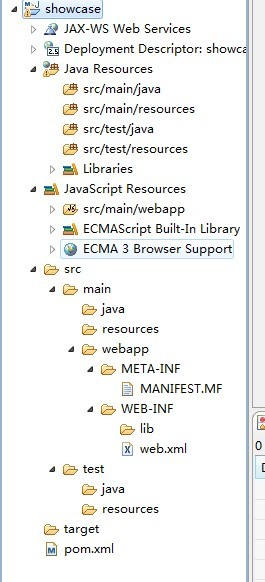 showcase
JAX-WS Web Services
Deployment Descriptor: showca
Java Resources
src/main/java
src/main/resources
src/test/java
src/test/resources
Libraries
JavaScript Resources
src/main/webapp
ECMAScript Built-In Library
ECMA 3 Browser Support
src
main
java
resources
webapp
META-INF
MANIFEST.MF
WEB-INF
lib
web.xml
test
java
resources
target
pom.xml
0